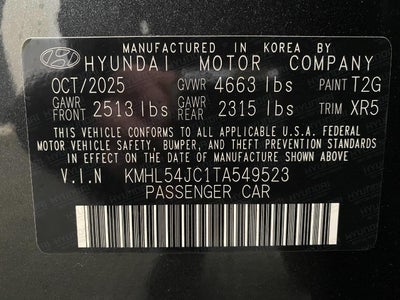 MANUFACTURED IN KOREA BY
HYUNDAI MOTOR COMPANY
OCT/2025 GVWR 4663 lbs PAINT T2G
GAWR FRONT 2513 lbs GAWR REAR 2315 lbs TRIM XR5
THIS VEHICLE CONFORMS TO ALL APPLICABLE U.S.A. FEDERAL
MOTOR VEHICLE SAFETY, BUMPER, AND THEFT PREVENTION
STANDARDS IN EFFECT ON THE DATE OF MANUFACTURE SHOWN ABOVE.
V.I.N KMHL54JC1TA549523
PASSENGER CAR